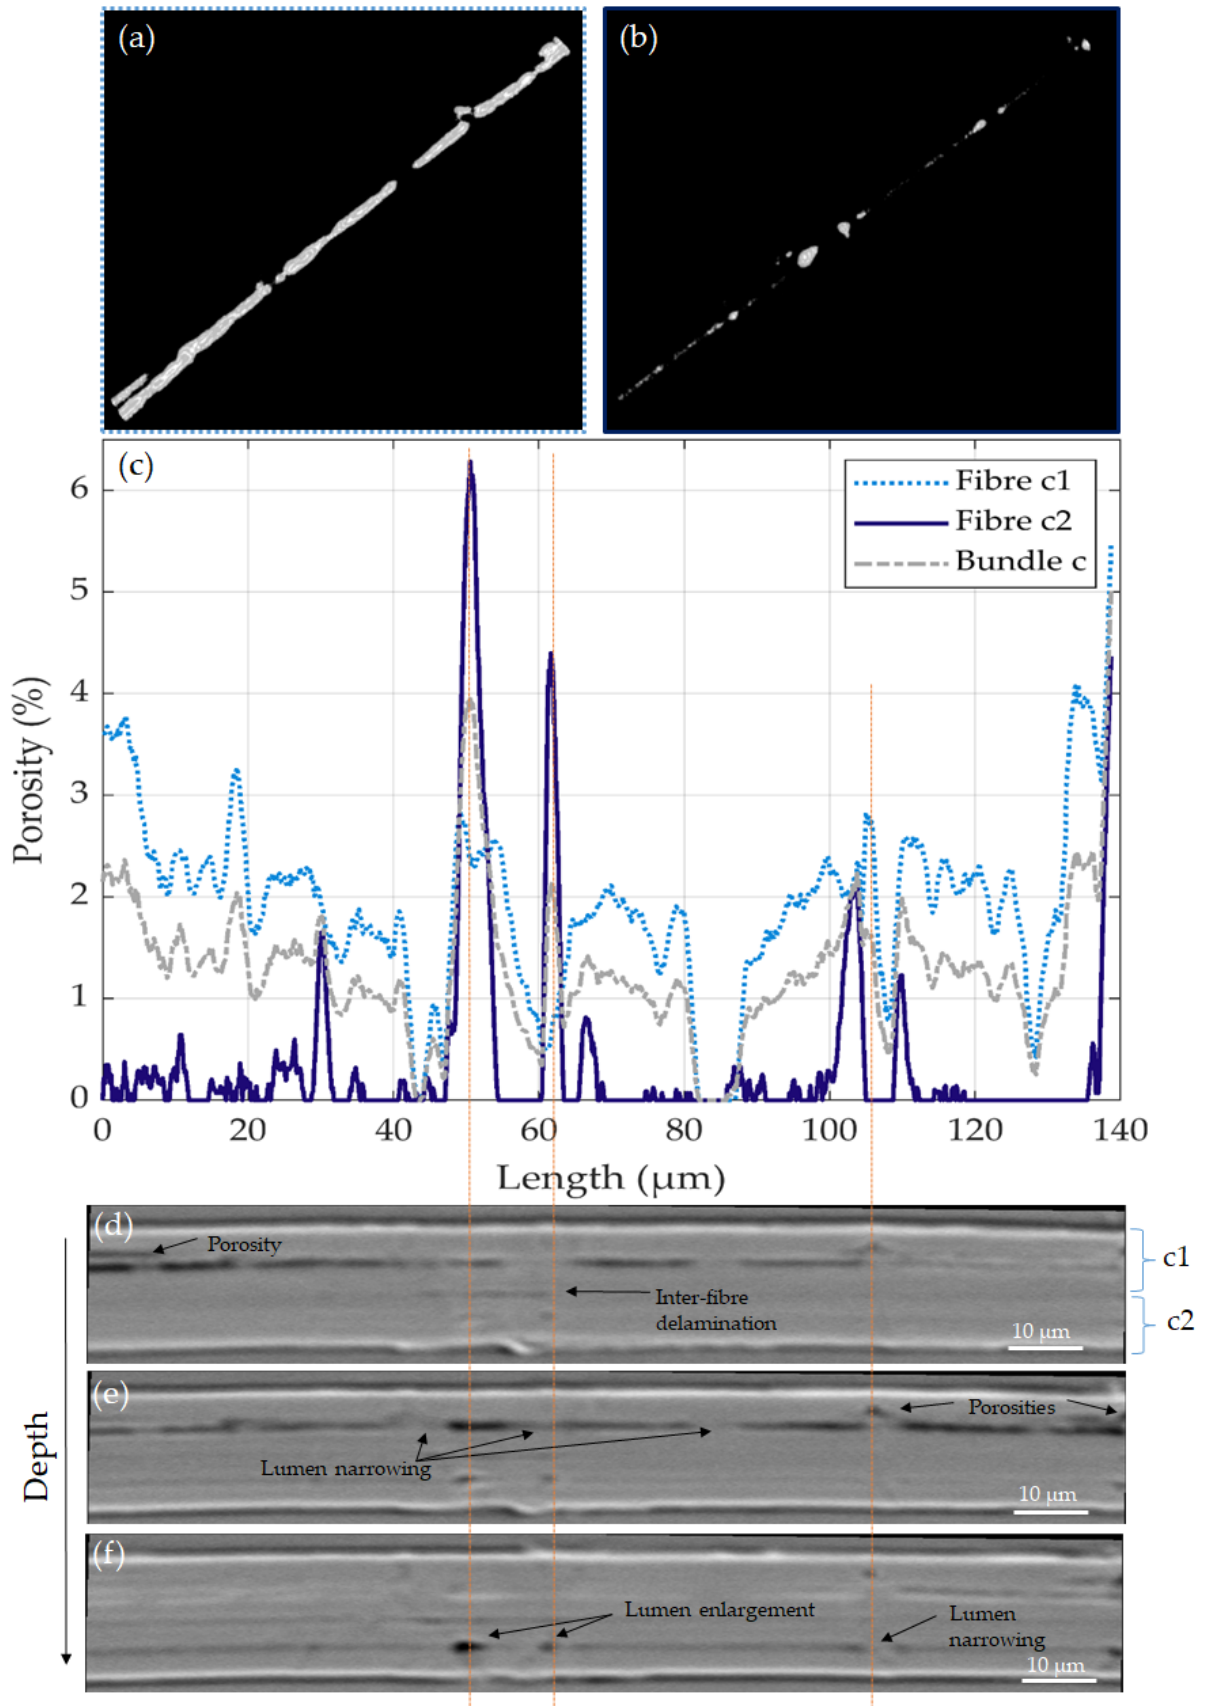 (a)
(b)
(c)
Fibre c1
Fibre c2
Bundle c
6
5
4
3
2
1
0
Porosity (%)
0 20 40 60 80 100 120 140
Length (μm)
(d)
Porosity
Inter-fibre
delamination
10 μm
c1
c2
(e)
Porosities
Lumen narrowing
10 μm
Depth
(f)
Lumen enlargement
Lumen
narrowing
10 μm